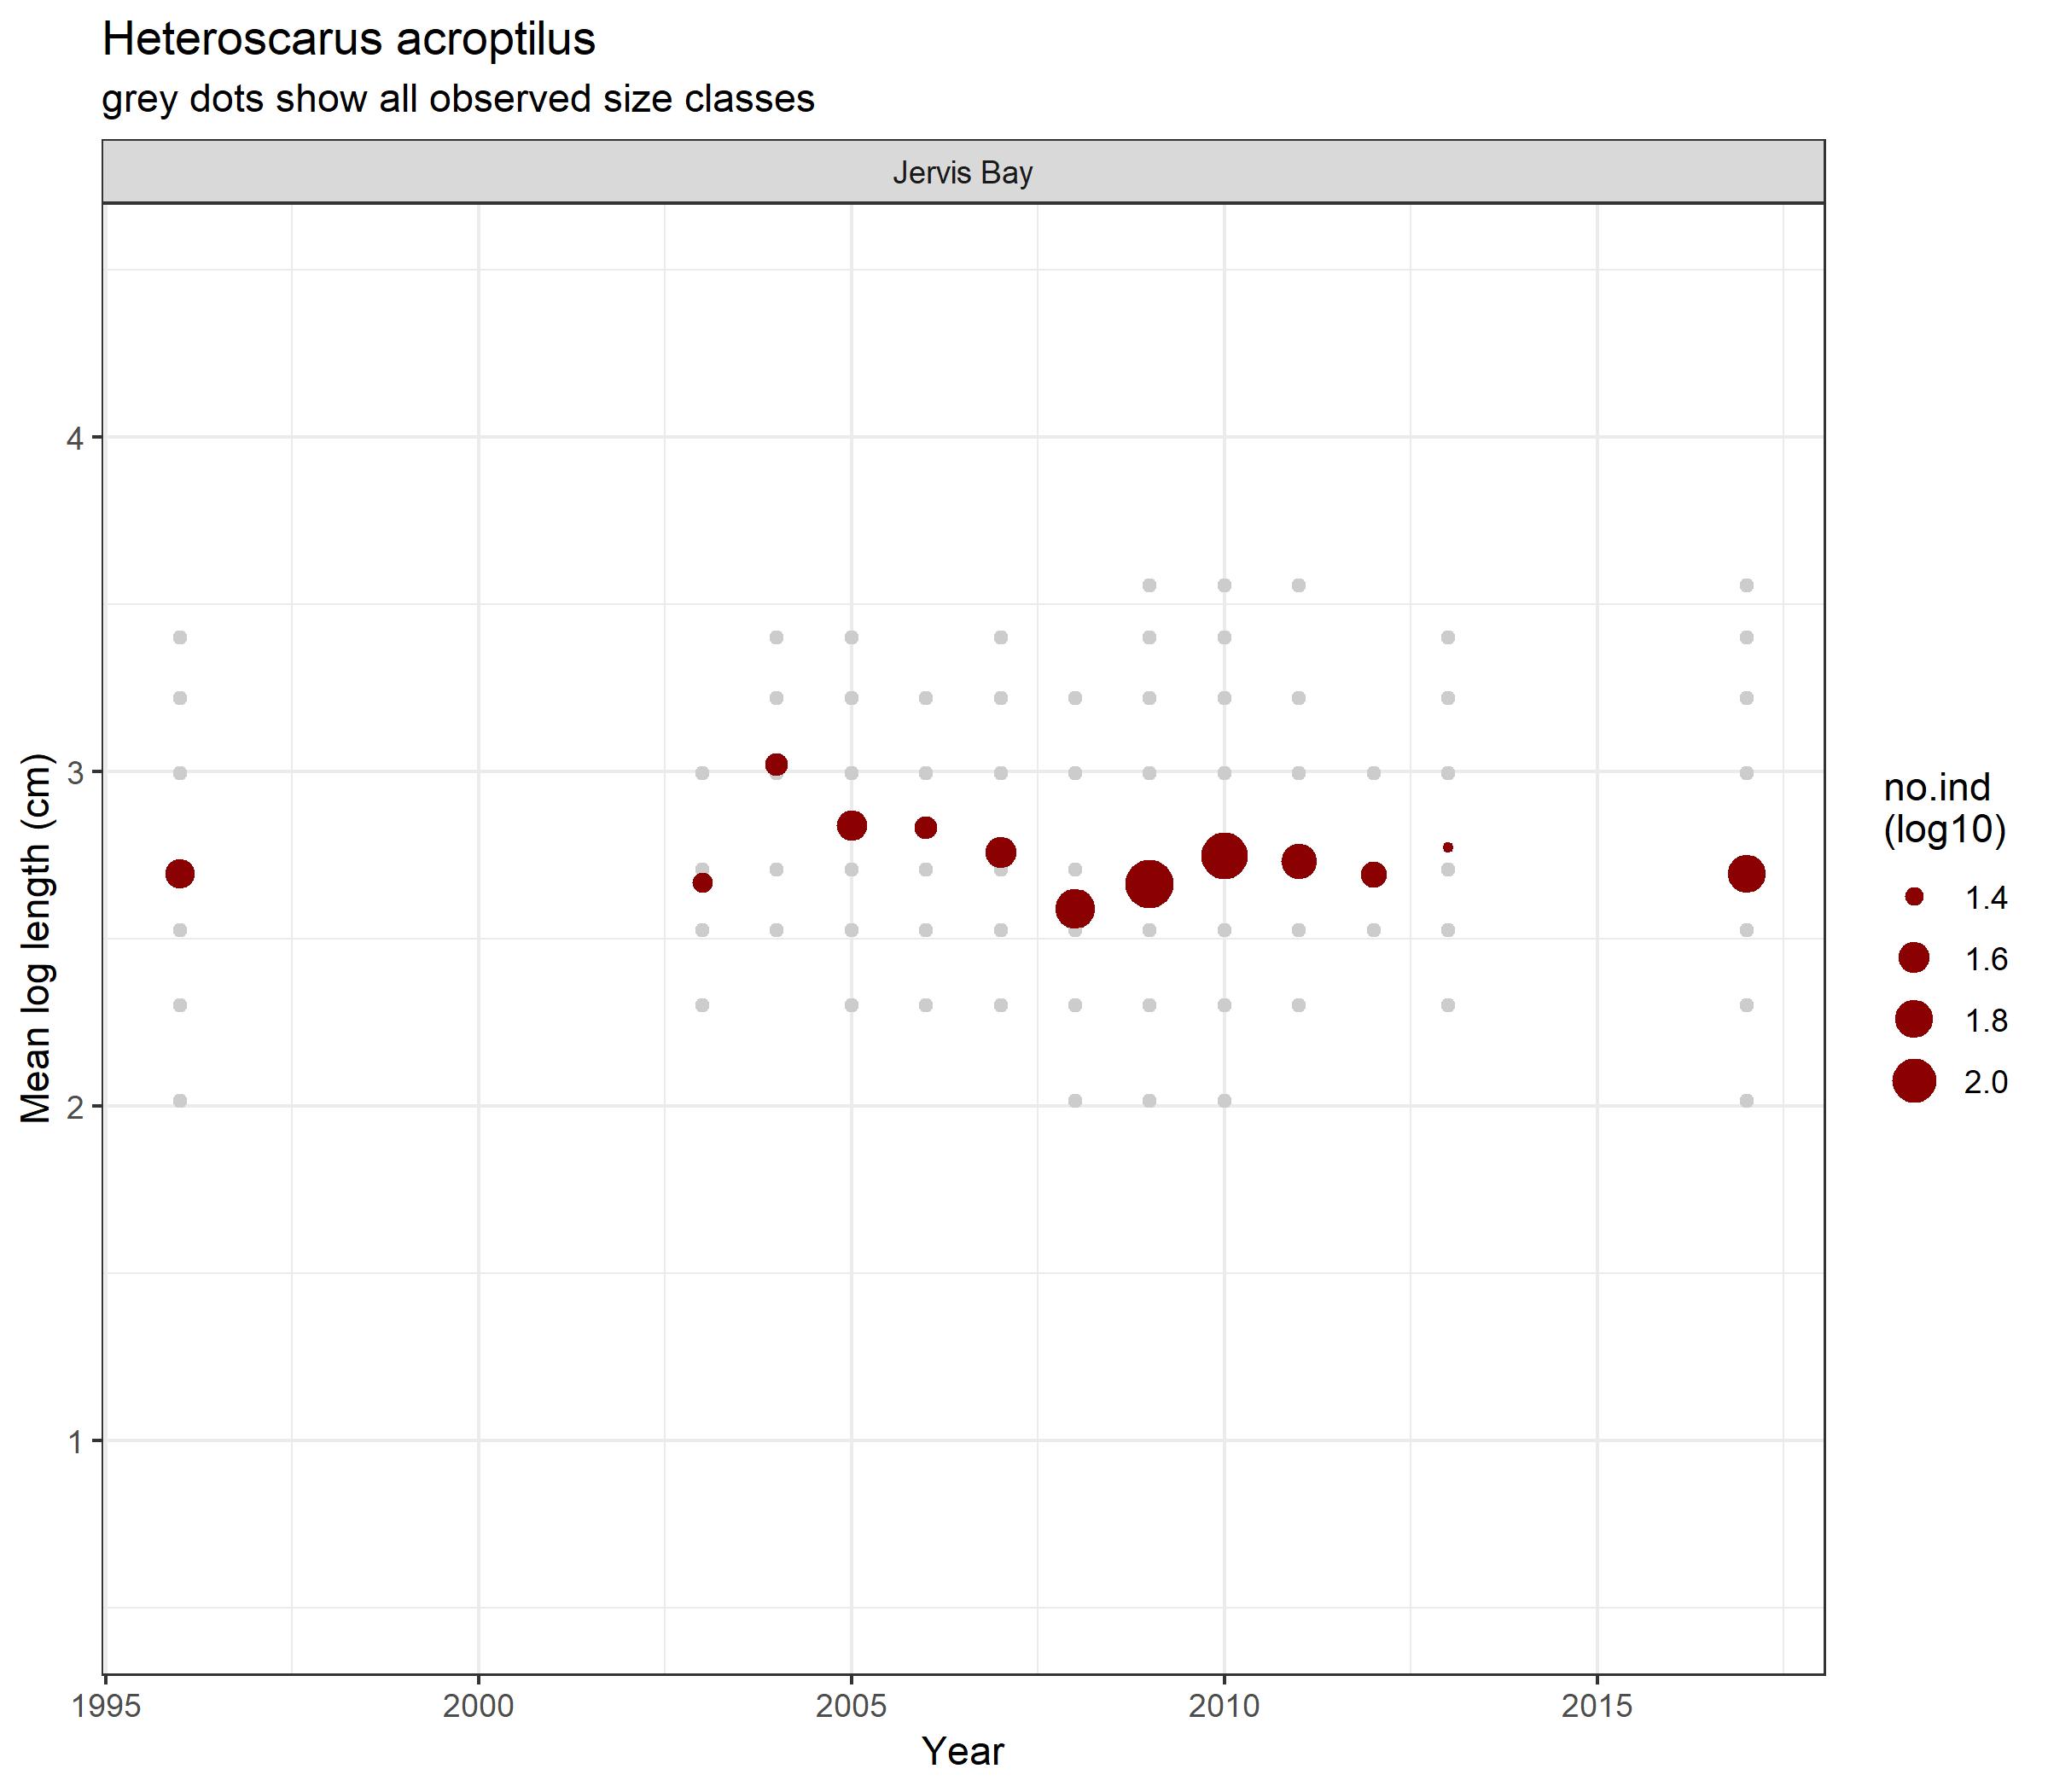 Heteroscarus acroptilus
grey dots show all observed size classes
Jervis Bay
Mean log length (cm)
4
3
2
1
1995
2000
2005
2010
2015
Year
no.ind
(log10)
1.4
1.6
1.8
2.0